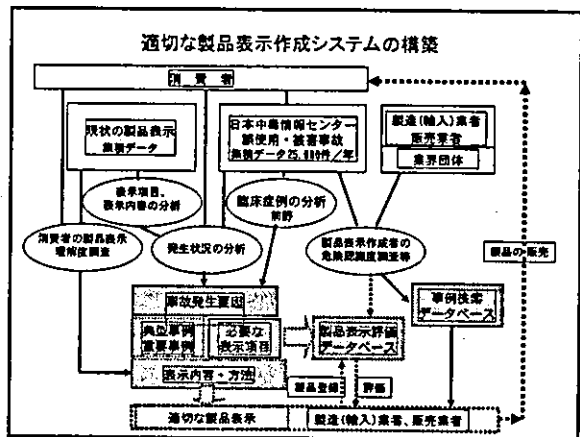 適切な製品表示作成システムの構築
消費者
現状の製品表示
集積データ
日本中毒情報センター
誤使用・被害事故
集積データ25,000件/年
製造(輸入)業者
販売業者
業界団体
表示項目、
表示内容の分析
臨床症例の分析
前野
消費者の製品表示
理解度調査
発生状況の分析
製品表示作成者の
危険認識度調査等
製品の販売
事故発生要因
典型事例
重要事例
必要な
表示項目
製品表示評価
データベース
事例検索
データベース
表示内容・方法
製品登録
評価
適切な製品表示
製造(輸入)業者、販売業者